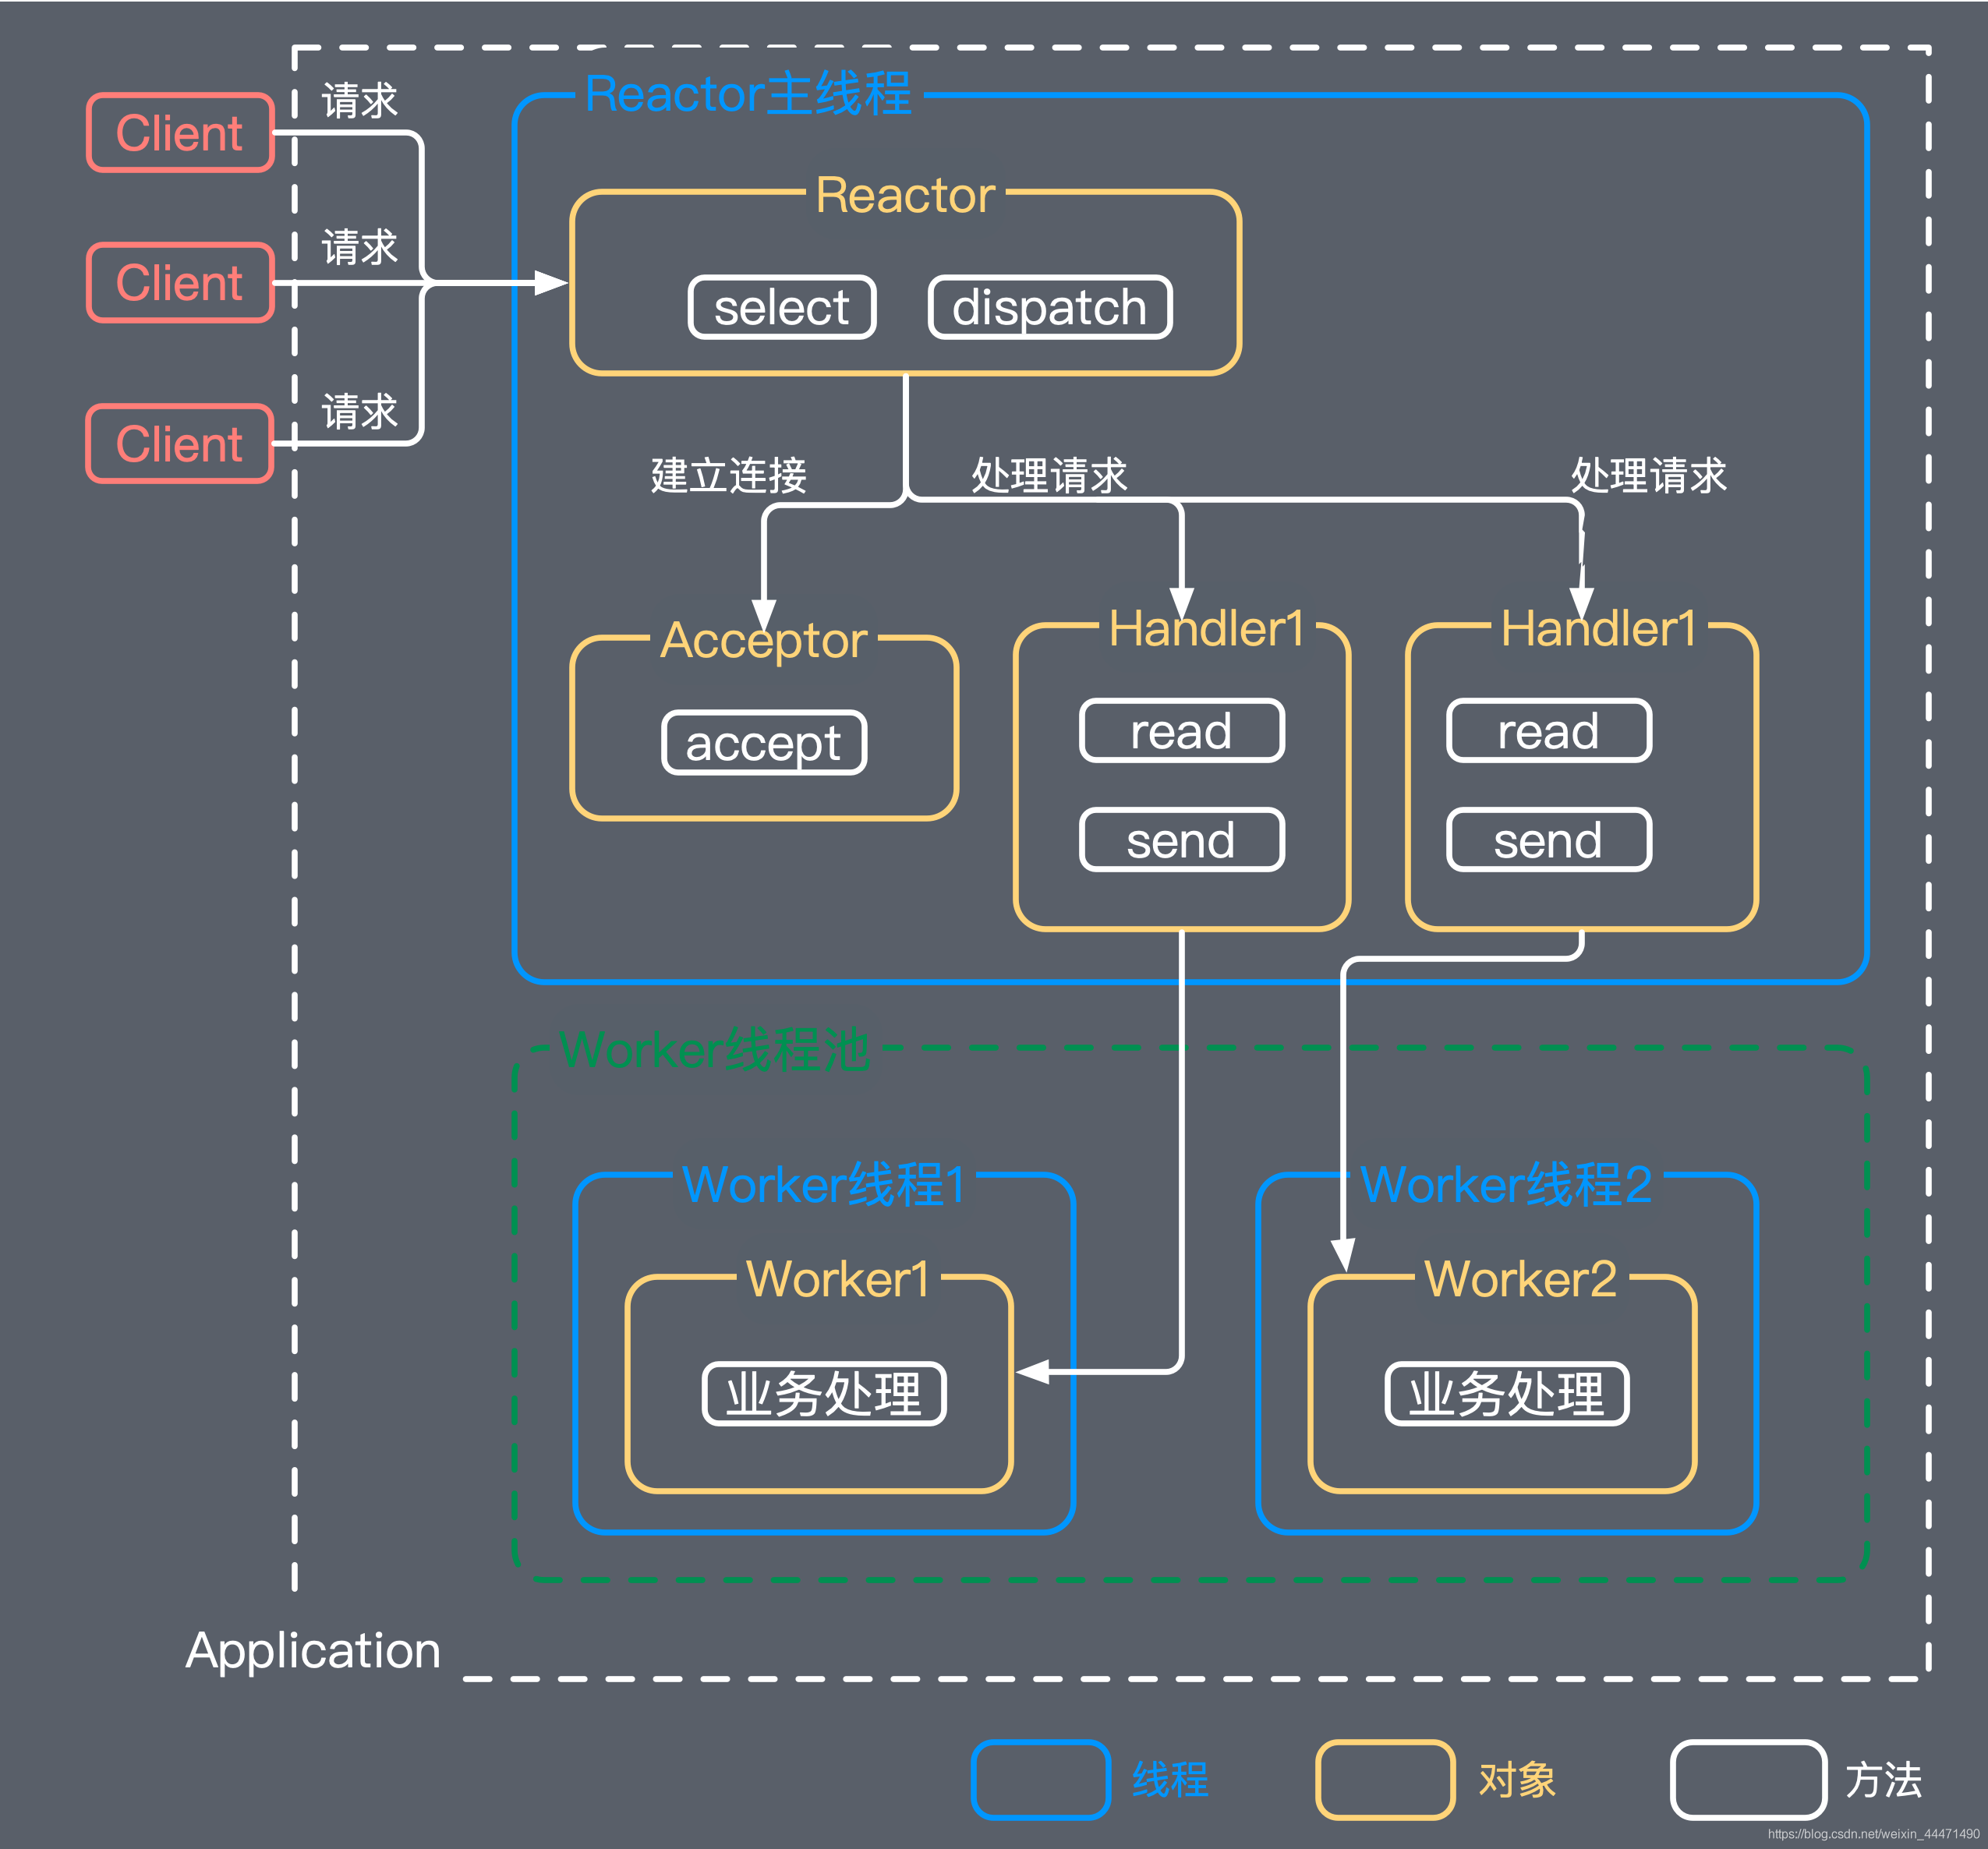 Reactor主线程
Client
请求
Reactor
Client
请求
select
dispatch
Client
请求
建立连接
处理请求
处理请求
Acceptor
Handler1
Handler1
accept
read
read
send
send
Worker线程池
Worker线程1
Worker线程2
Worker1
Worker2
业务处理
业务处理
Application
线程
对象
方法
https://blog.csdn.net/weixin_44471490